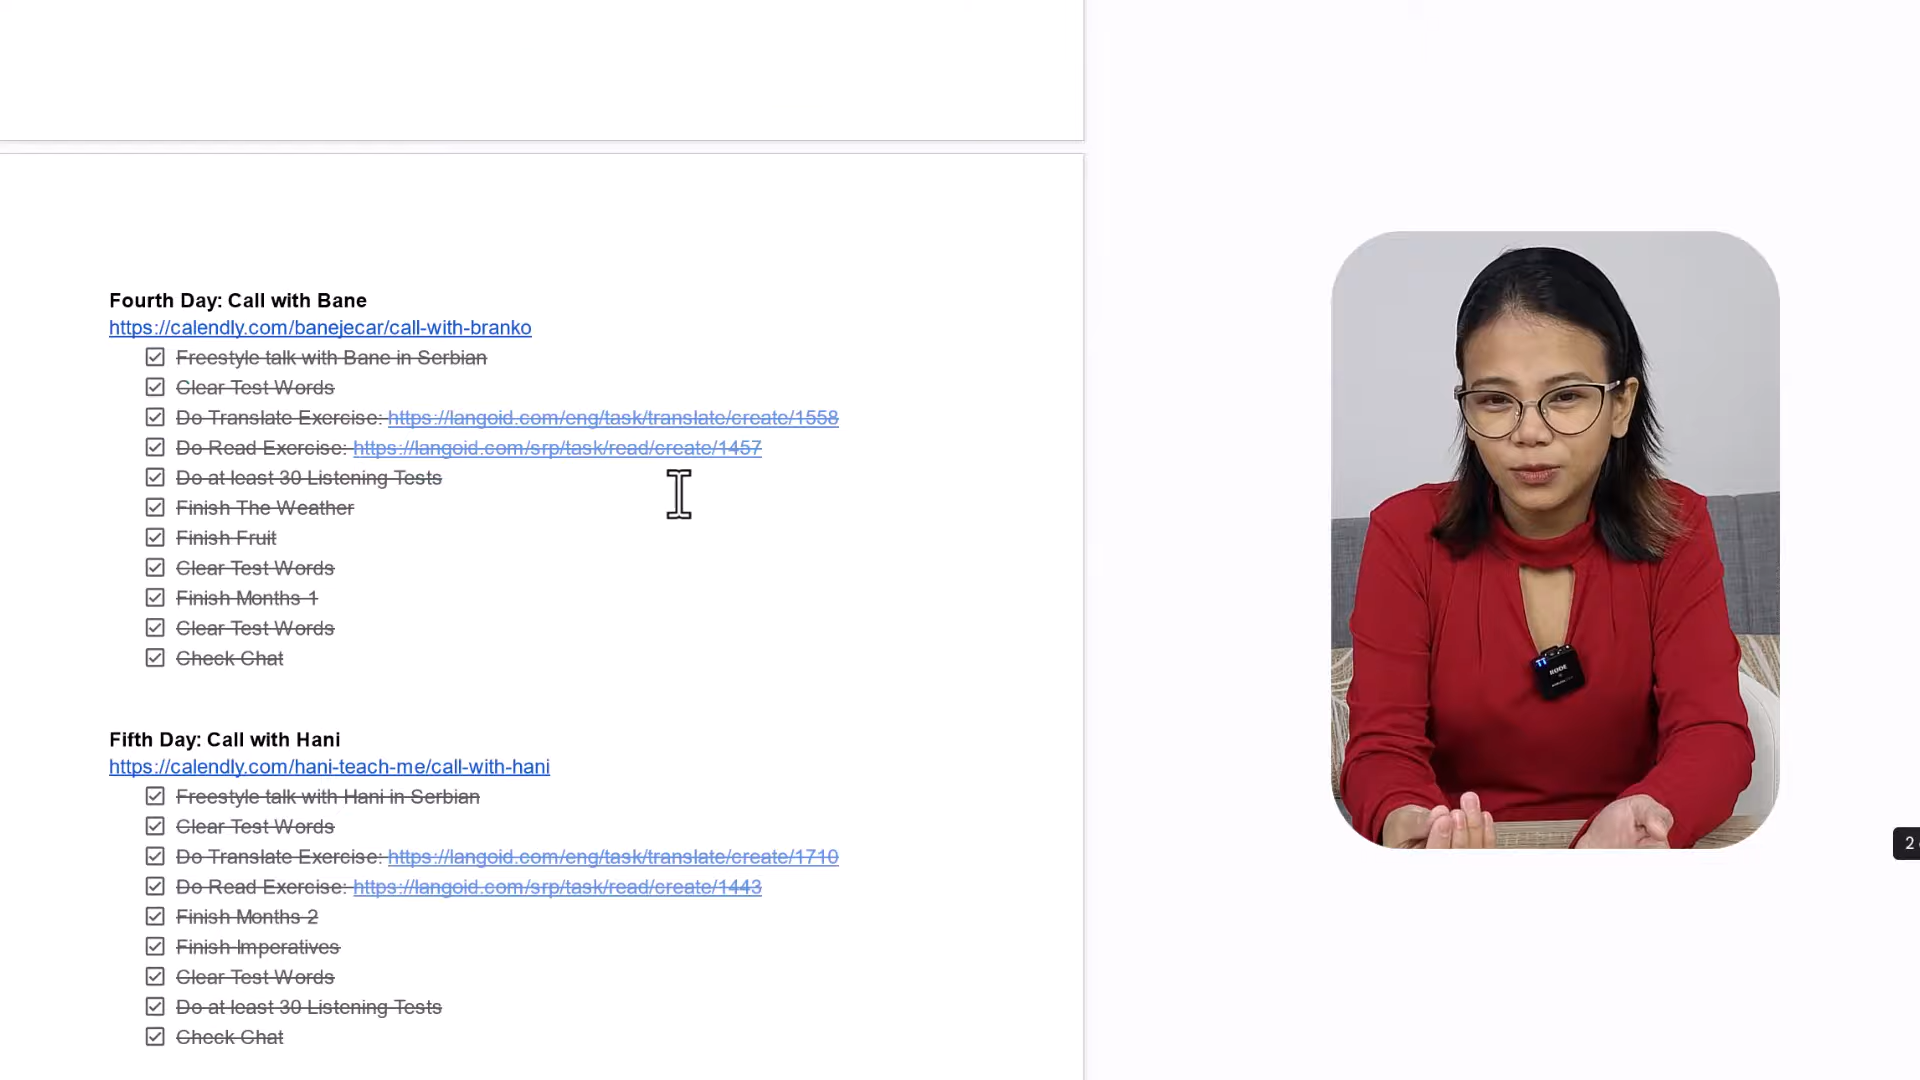 Fourth Day: Call with Bane
https://calendly.com/banejecar/call-with-branko
Freestyle talk with Bane in Serbian
Clear Test Words
Do Translate Exercise: https://langoid.com/eng/task/translate/create/1558
Do Read Exercise: https://langoid.com/srp/task/read/create/1457
Do at least 30 Listening Tests
Finish The Weather
Finish Fruit
Clear Test Words
Finish Months 1
Clear Test Words
Check Chat
RODE
Fifth Day: Call with Hani
https://calendly.com/hani-teach-me/call-with-hani
Freestyle talk with Hani in Serbian
Clear Test Words
Do Translate Exercise: https://langoid.com/eng/task/translate/create/1710
2
Do Read Exercise: https://langoid.com/srp/task/read/create/1443
Finish Months 2
Finish Imperatives
Clear Test Words
Do at least 30 Listening Tests
Check Chat